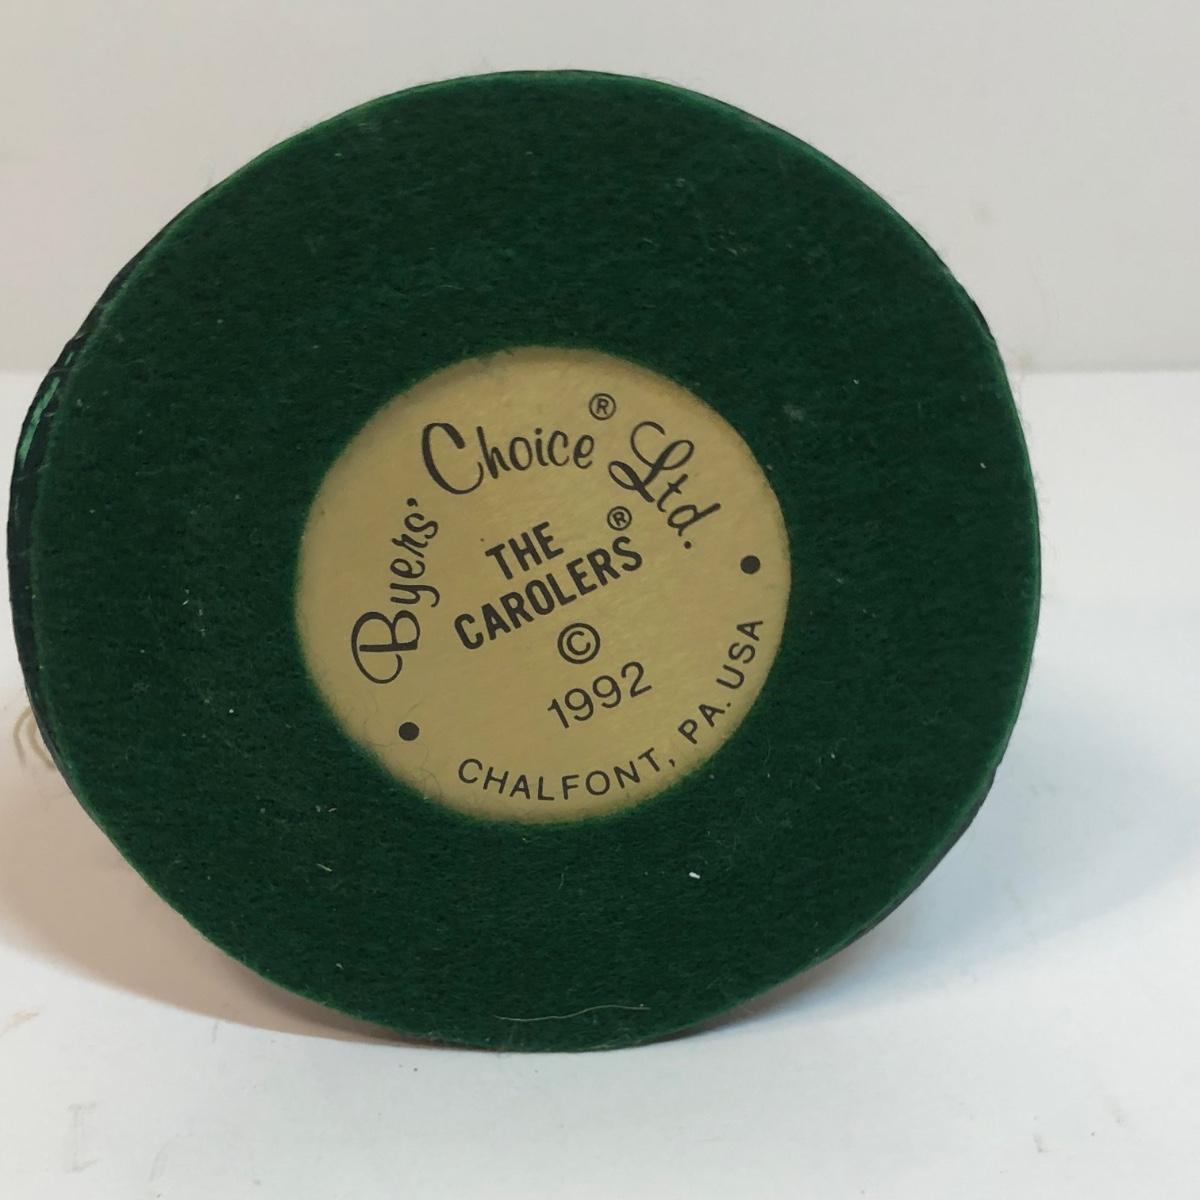 Byers' Choice® Ltd.
THE
CAROLERS®
©
1992
CHALFONT, PA. USA